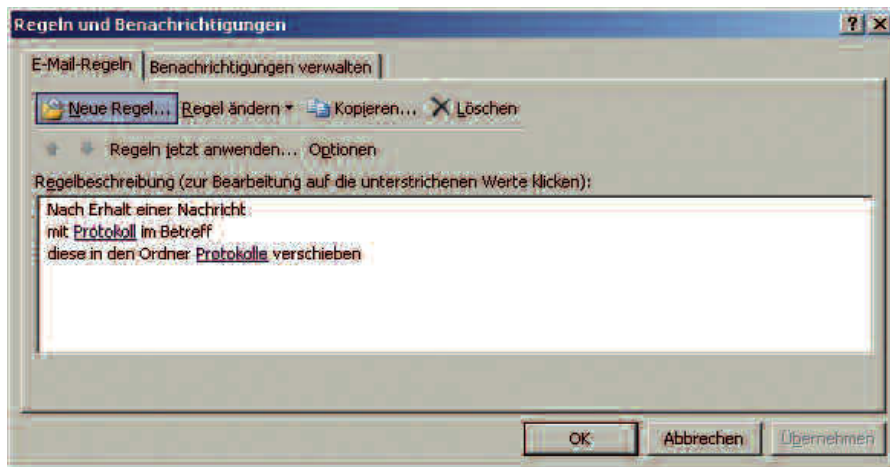 Regeln und Benachrichtigungen
E-Mail-Regeln Benachrichtigungen verwalten
Neue Regel... Regel ändern Kopieren... Löschen
Regeln jetzt anwenden... Optionen
Regelbeschreibung (zur Bearbeitung auf die unterstrichenen Werte klicken):
Nach Erhalt einer Nachricht
mit Protokoll im Betreff
diese in den Ordner Protokolle verschieben
OK Abbrechen Übernehmen